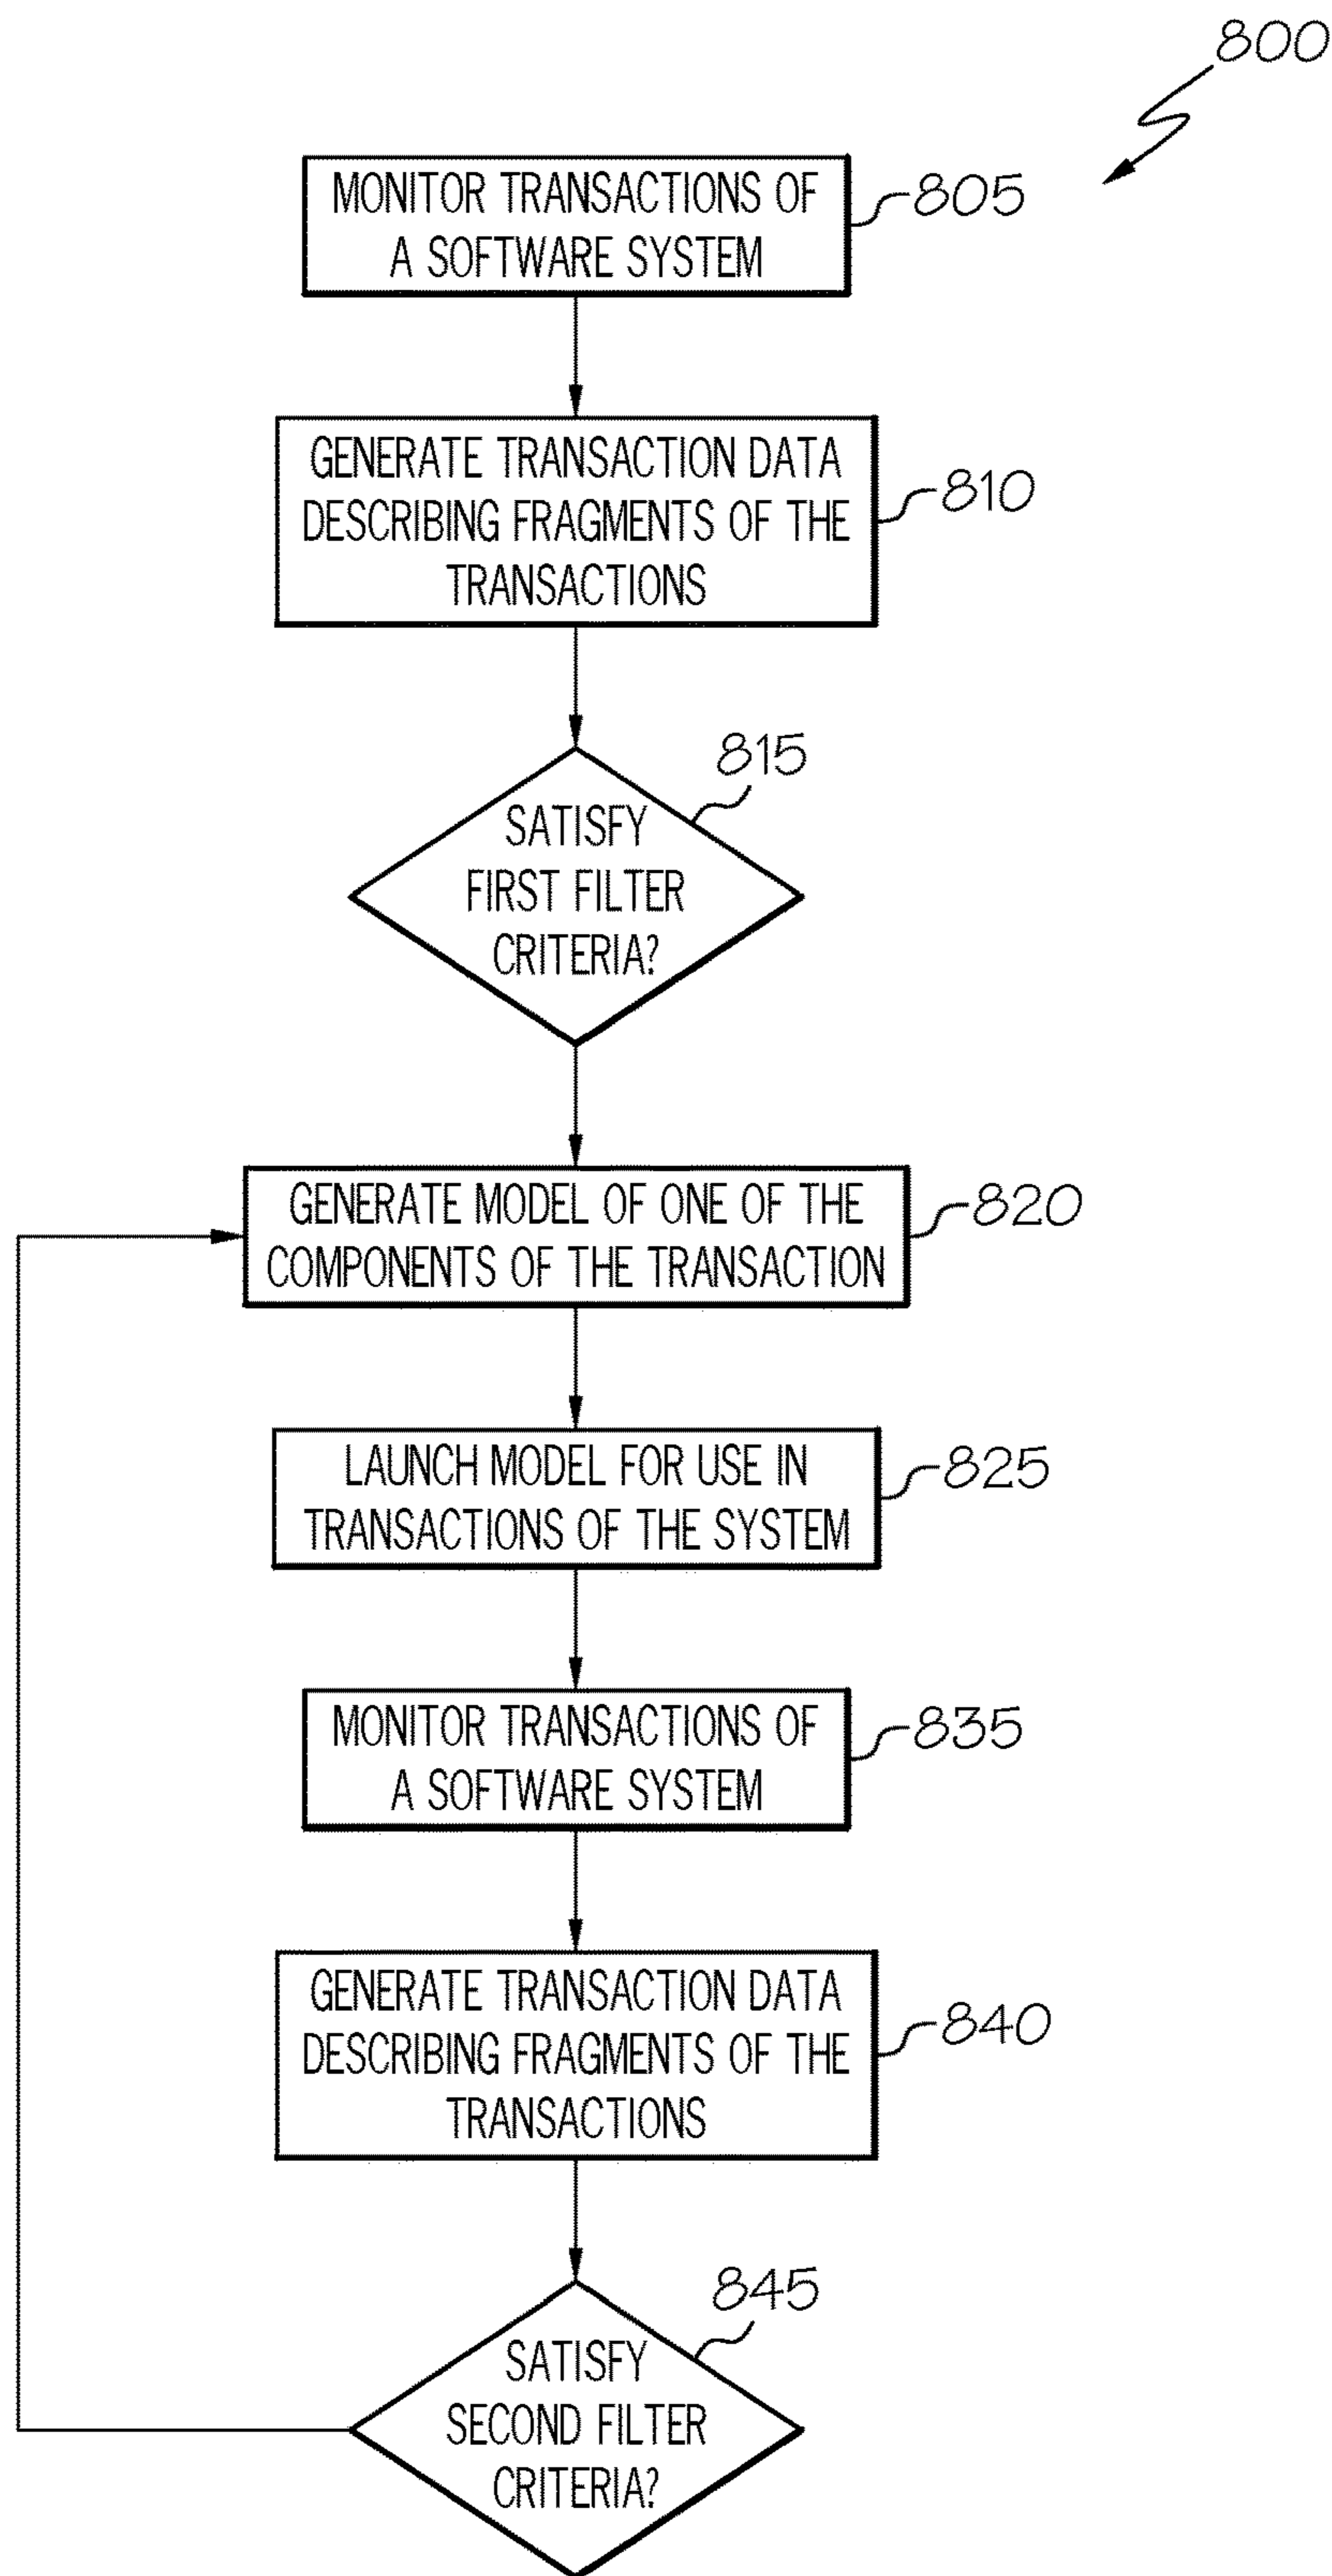 800
MONITOR TRANSACTIONS OF
A SOFTWARE SYSTEM
805
GENERATE TRANSACTION DATA
DESCRIBING FRAGMENTS OF THE
TRANSACTIONS
810
815
SATISFY
FIRST FILTER
CRITERIA?
GENERATE MODEL OF ONE OF THE
COMPONENTS OF THE TRANSACTION
820
LAUNCH MODEL FOR USE IN
TRANSACTIONS OF THE SYSTEM
825
MONITOR TRANSACTIONS OF
A SOFTWARE SYSTEM
835
GENERATE TRANSACTION DATA
DESCRIBING FRAGMENTS OF THE
TRANSACTIONS
840
845
SATISFY
SECOND FILTER
CRITERIA?